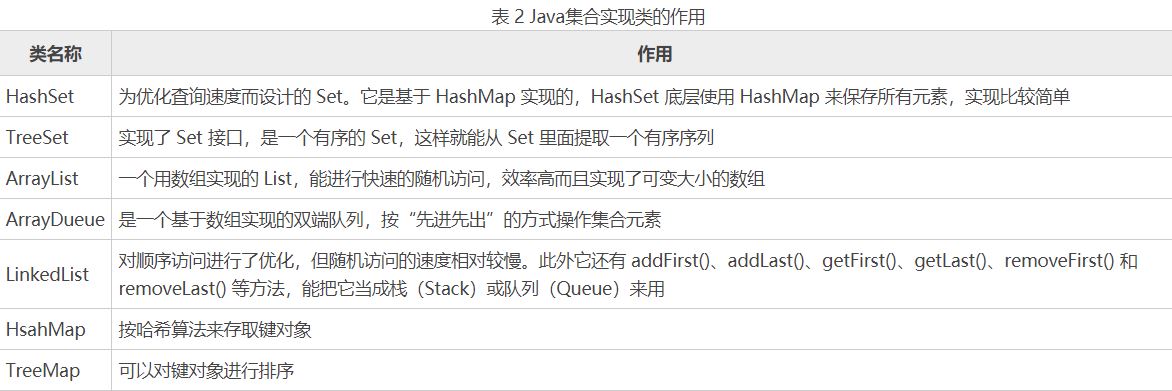 表 2 Java集合实现类的作用
类名称 作用
HashSet 为优化査询速度而设计的 Set。它是基于 HashMap 实现的，HashSet 底层使用 HashMap 来保存所有元素，实现比较简单
TreeSet 实现了 Set 接口，是一个有序的 Set，这样就能从 Set 里面提取一个有序序列
ArrayList 一个用数组实现的 List，能进行快速的随机访问，效率高而且实现了可变大小的数组
ArrayDueue 是一个基于数组实现的双端队列，按“先进先出”的方式操作集合元素
LinkedList 对顺序访问进行了优化，但随机访问的速度相对较慢。此外它还有 addFirst()、addLast()、getFirst()、getLast()、removeFirst() 和
removeLast() 等方法，能把它当成栈（Stack）或队列（Queue）来用
HsahMap 按哈希算法来存取键对象
TreeMap 可以对键对象进行排序